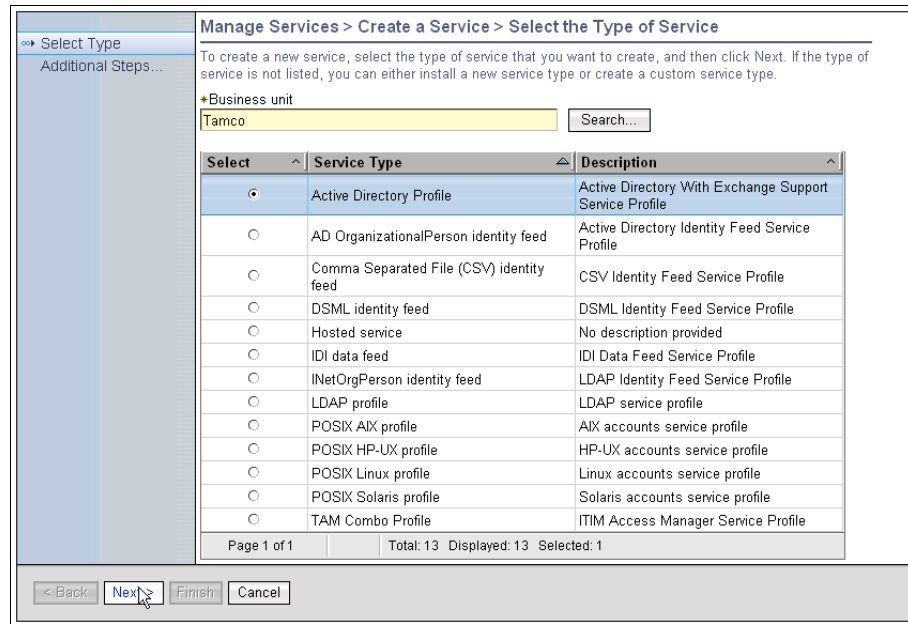 Manage Services > Create a Service > Select the Type of Service
Select Type
Additional Steps...
To create a new service, select the type of service that you want to create, and then click Next. If the type of
service is not listed, you can either install a new service type or create a custom service type.
*Business unit
Tamco
Search...
Select ^ Service Type Description ^
Active Directory Profile Active Directory With Exchange Support
Service Profile
AD OrganizationalPerson identity feed Active Directory Identity Feed Service
Profile
Comma Separated File (CSV) identity
feed CSV Identity Feed Service Profile
DSML identity feed DSML Identity Feed Service Profile
Hosted service No description provided
IDI data feed IDI Data Feed Service Profile
INetOrgPerson identity feed LDAP Identity Feed Service Profile
LDAP profile LDAP service profile
POSIX AIX profile AIX accounts service profile
POSIX HP-UX profile HP-UX accounts service profile
POSIX Linux profile Linux accounts service profile
POSIX Solaris profile Solaris accounts service profile
TAM Combo Profile ITIM Access Manager Service Profile
Page 1 of 1 Total: 13 Displayed: 13 Selected: 1
< Back Next > Finish Cancel